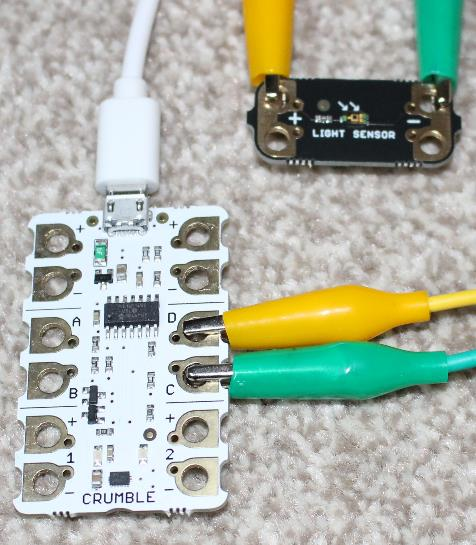 + -
LIGHT SENSOR
+ +
- -
A D
B C
+ +
1 2
- -
CRUMBLE